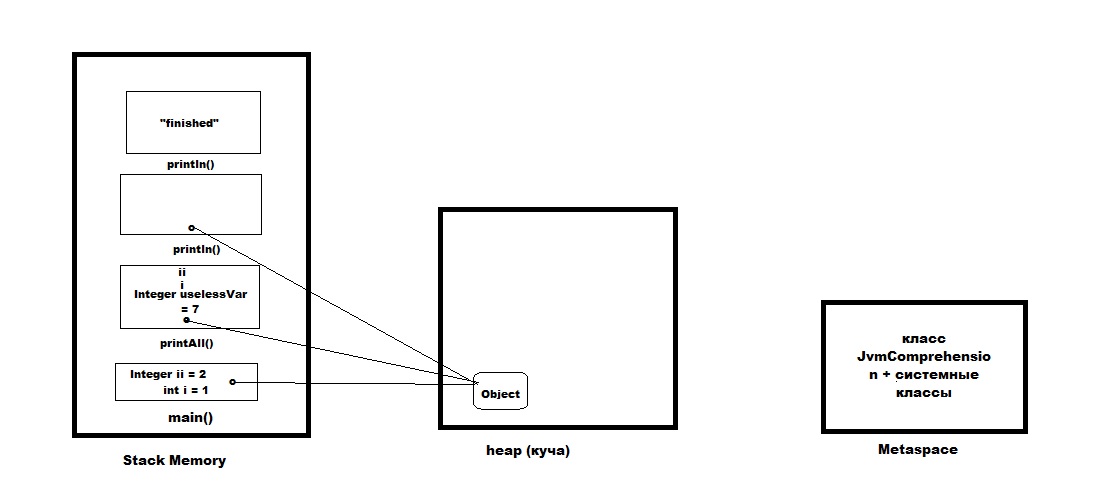 "finished"
println()
println()
ii
i
Integer uselessVar
= 7
printAll()
Integer ii = 2
int i = 1
main()
Stack Memory
Object
heap (куча)
класс
JvmComprehensio
n + системные
классы
Metaspace